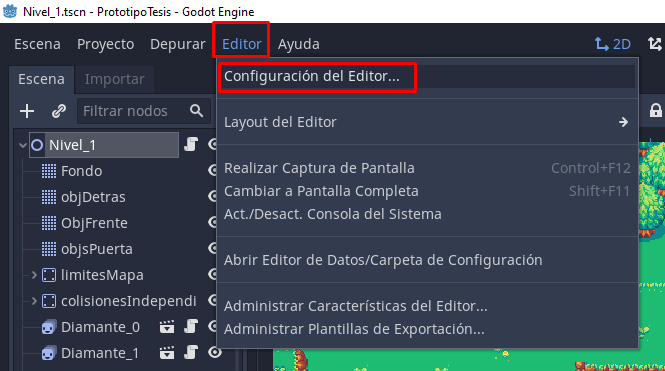 Nivel_1.tscn - PrototipoTesis - Godot Engine
Escena Proyecto Depurar Editor Ayuda 2D
Escena Importar
Configuración del Editor...
Filtrar nodos
Layout del Editor
Nivel_1
Fondo
Realizar Captura de Pantalla Control+F12
objDetras
Cambiar a Pantalla Completa Shift+F11
ObjFrente
Act./Desact. Consola del Sistema
objsPuerta
Abrir Editor de Datos/Carpeta de Configuración
limitesMapa
colisionesIndependi
Administrar Características del Editor...
Diamante_0
Administrar Plantillas de Exportación...
Diamante_1